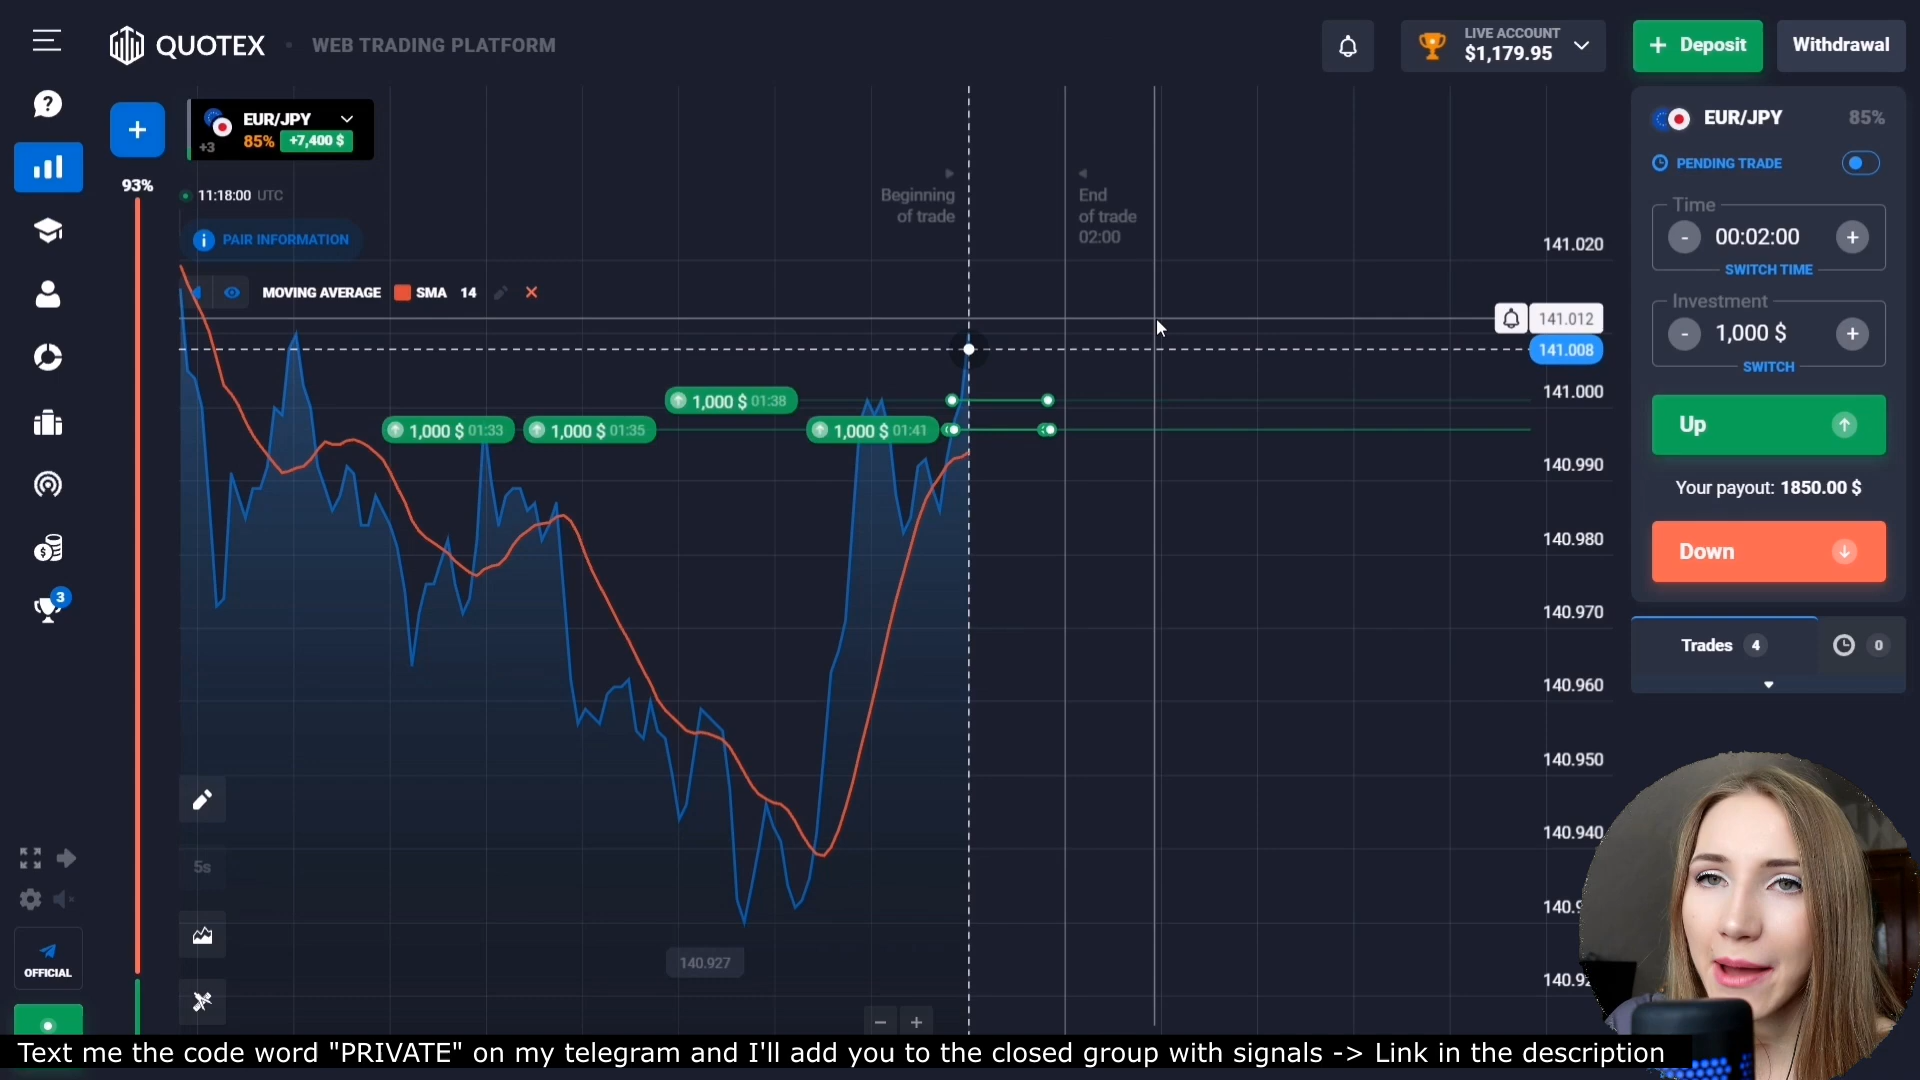 QUOTEX
WEB TRADING PLATFORM
LIVE ACCOUNT
$1,179.95
+ Deposit
Withdrawal
+
93%
EUR/JPY
+3
85%
+7,400 $
11:18:00 UTC
PAIR INFORMATION
MOVING AVERAGE
SMA 14
Beginning
of trade
End
of trade
02:00
1,000 $ 01:33
1,000 $ 01:35
1,000 $ 01:38
1,000 $ 01:41
140.927
141.020
141.012
141.008
141.000
140.990
140.980
140.970
140.960
140.950
140.940
EUR/JPY
85%
PENDING TRADE
Time
- 00:02:00 +
SWITCH TIME
Investment
- 1,000 $ +
SWITCH
Up
Your payout: 1850.00 $
Down
Trades 4
0
3
5s
OFFICIAL
- +
Text me the code word "PRIVATE" on my telegram and I'll add you to the closed group with signals -> Link in the description